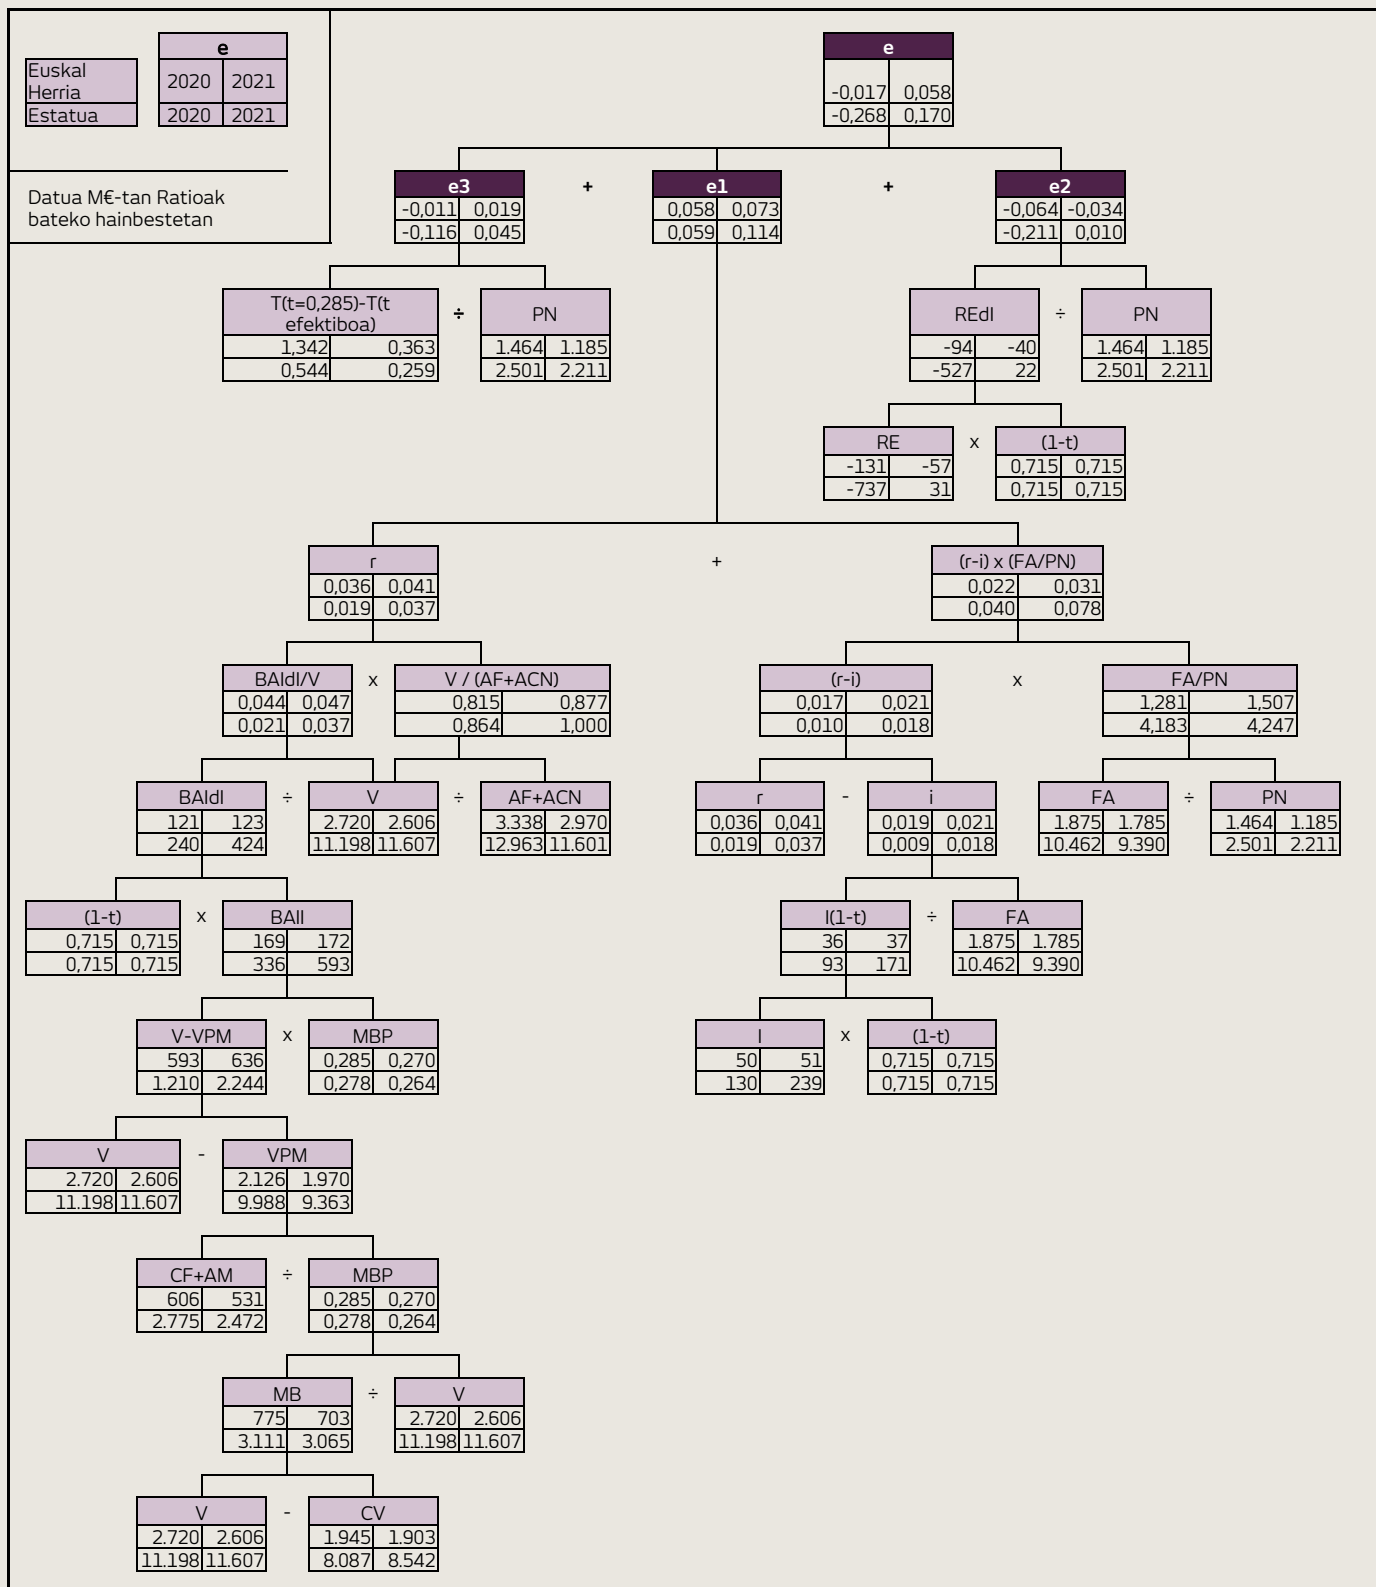 e
Euskal
Herria
2020 2021
Estatua
2020 2021
Datua M€-tan Ratioak
bateko hainbestetan
e
-0,017 0,058
-0,268 0,170
e3 + e1 + e2
-0,011 0,019 0,058 0,073 -0,064 -0,034
-0,116 0,045 0,059 0,114 -0,211 0,010
T(t=0,285)-T(t
efektiboa)
÷ PN REdI ÷ PN
1,342 0,363 1.464 1.185 -94 -40 1.464 1.185
0,544 0,259 2.501 2.211 -527 22 2.501 2.211
RE x (1-t)
-131 -57 0,715 0,715
-737 31 0,715 0,715
r + (r-i) x (FA/PN)
0,036 0,041 0,022 0,031
0,019 0,037 0,040 0,078
BAIdI/V x V / (AF+ACN) (r-i) x FA/PN
0,044 0,047 0,815 0,877 0,017 0,021 1,281 1,507
0,021 0,037 0,864 1,000 0,010 0,018 4,183 4,247
BAIdI ÷ V ÷ AF+ACN r - i FA ÷ PN
121 123 2.720 2.606 3.338 2.970 0,036 0,041 0,019 0,021 1.875 1.785 1.464 1.185
240 424 11.198 11.607 12.963 11.601 0,019 0,037 0,009 0,018 10.462 9.390 2.501 2.211
(1-t) x BAII I(1-t) ÷ FA
0,715 0,715 169 172 36 37 1.875 1.785
0,715 0,715 336 593 93 171 10.462 9.390
V-VPM x MBP I x (1-t)
593 636 0,285 0,270 50 51 0,715 0,715
1.210 2.244 0,278 0,264 130 239 0,715 0,715
V - VPM
2.720 2.606 2.126 1.970
11.198 11.607 9.988 9.363
CF+AM ÷ MBP
606 531 0,285 0,270
2.775 2.472 0,278 0,264
MB ÷ V
775 703 2.720 2.606
3.111 3.065 11.198 11.607
V - CV
2.720 2.606 1.945 1.903
11.198 11.607 8.087 8.542